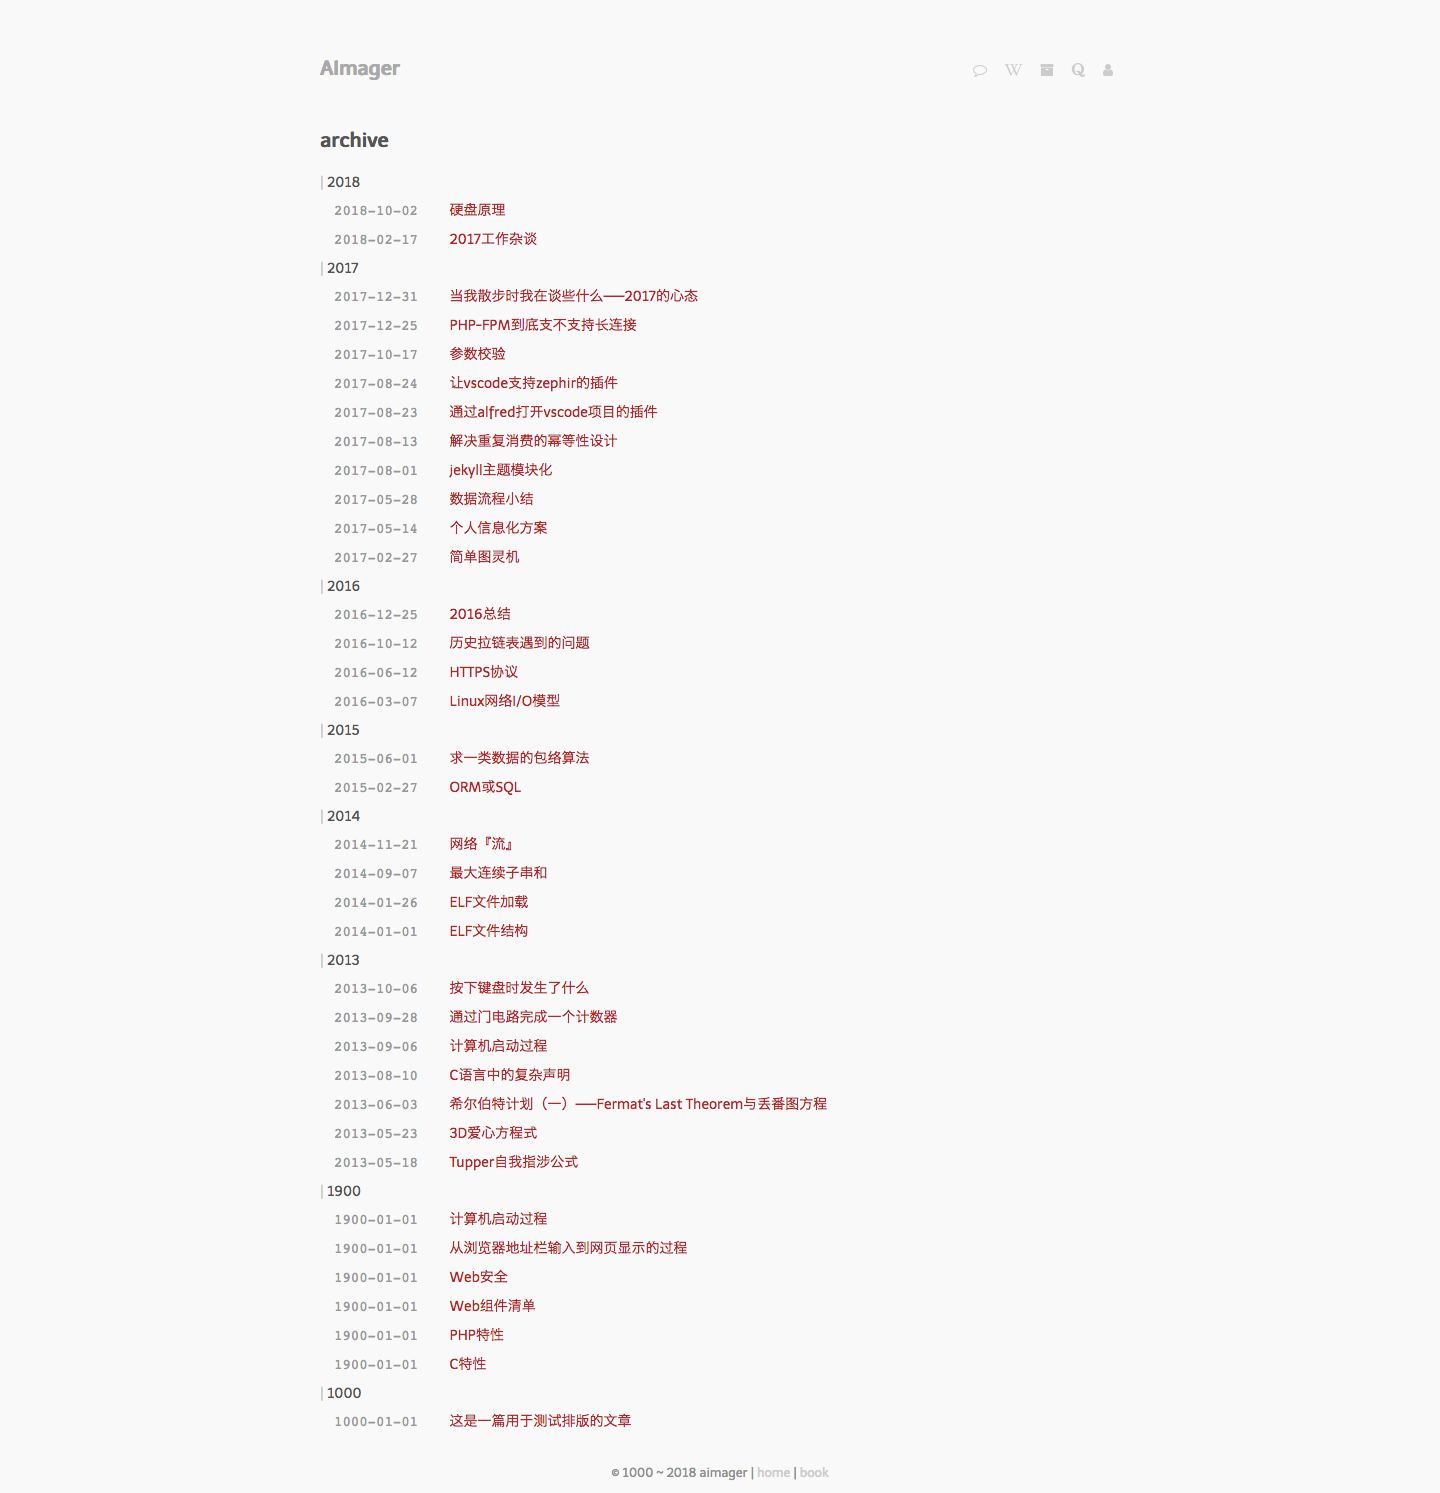 AImager
archive
| 2018
2018-10-02 硬盘原理
2018-02-17 2017工作杂谈
| 2017
2017-12-31 当我散步时我在谈些什么——2017的心态
2017-12-25 PHP-FPM到底支不支持长连接
2017-10-17 参数校验
2017-08-24 让vscode支持zephir的插件
2017-08-23 通过alfred打开vscode项目的插件
2017-08-13 解决重复消费的幂等性设计
2017-08-01 jekyll主题模块化
2017-05-28 数据流程小结
2017-05-14 个人信息化方案
2017-02-27 简单图灵机
| 2016
2016-12-25 2016总结
2016-10-12 历史拉链表遇到的问题
2016-06-12 HTTPS协议
2016-03-07 Linux网络I/O模型
| 2015
2015-06-01 求一类数据的包络算法
2015-02-27 ORM或SQL
| 2014
2014-11-21 网络『流』
2014-09-07 最大连续子串和
2014-01-26 ELF文件加载
2014-01-01 ELF文件结构
| 2013
2013-10-06 按下键盘时发生了什么
2013-09-28 通过门电路完成一个计数器
2013-09-06 计算机启动过程
2013-08-10 C语言中的复杂声明
2013-06-03 希尔伯特计划（一）——Fermat's Last Theorem与丢番图方程
2013-05-23 3D爱心方程式
2013-05-18 Tupper自我指涉公式
| 1900
1900-01-01 计算机启动过程
1900-01-01 从浏览器地址栏输入到网页显示的过程
1900-01-01 Web安全
1900-01-01 Web组件清单
1900-01-01 PHP特性
1900-01-01 C特性
| 1000
1000-01-01 这是一篇用于测试排版的文章
© 1000 ~ 2018 aimager | home | book